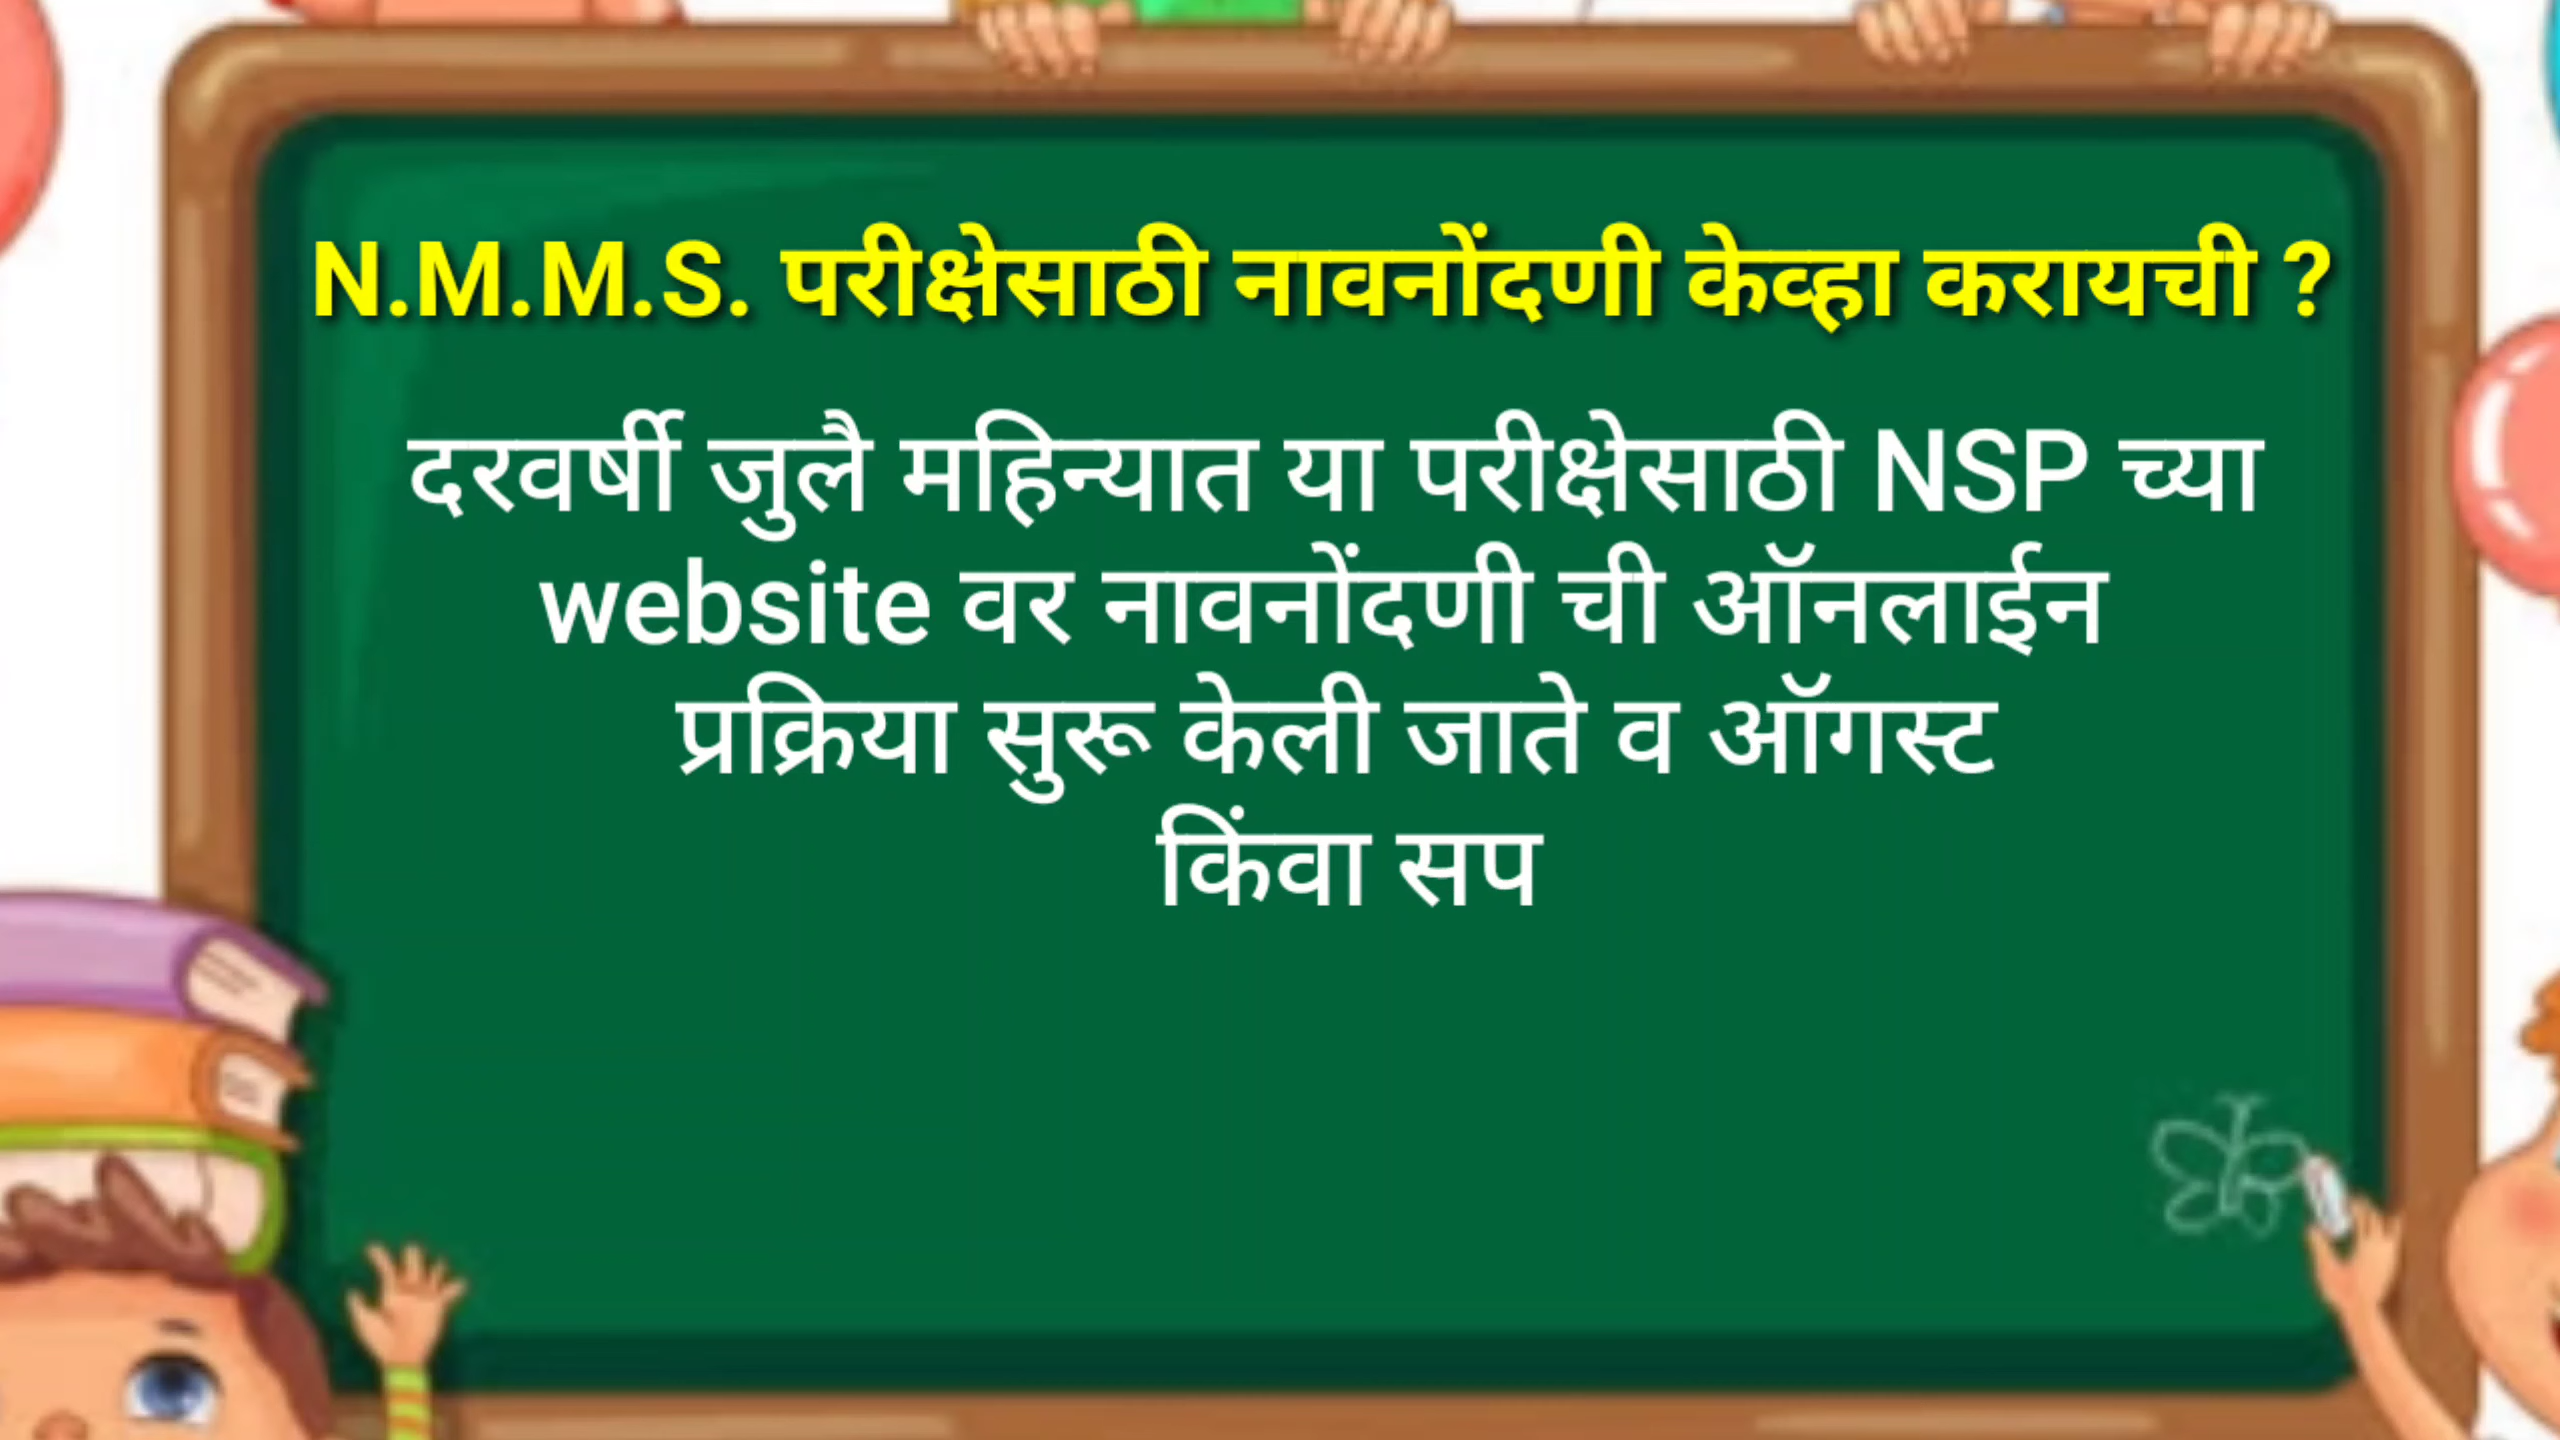 N.M.M.S. परीक्षेसाठी नावनोंदणी केव्हा करायची ?
दरवर्षी जुलै महिन्यात या परीक्षेसाठी NSP च्या
website वर नावनोंदणी ची ऑनलाईन
प्रक्रिया सुरू केली जाते व ऑगस्ट
किंवा सप